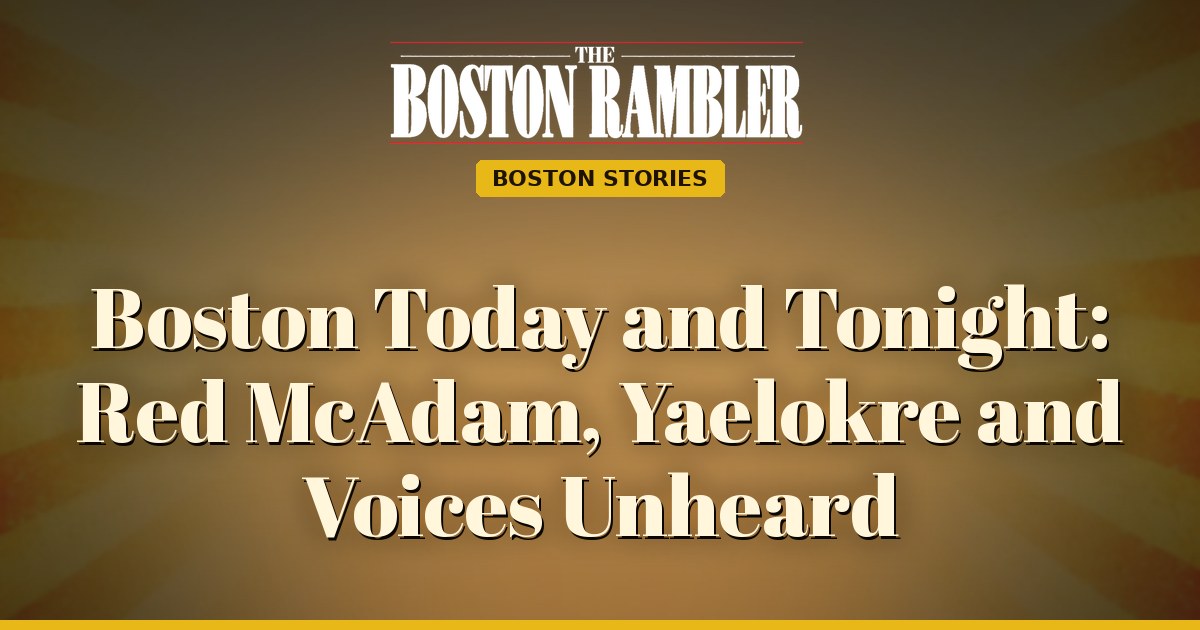 THE
BOSTON RAMBLER
BOSTON STORIES
Boston Today and Tonight:
Red McAdam, Yaelokre and
Voices Unheard